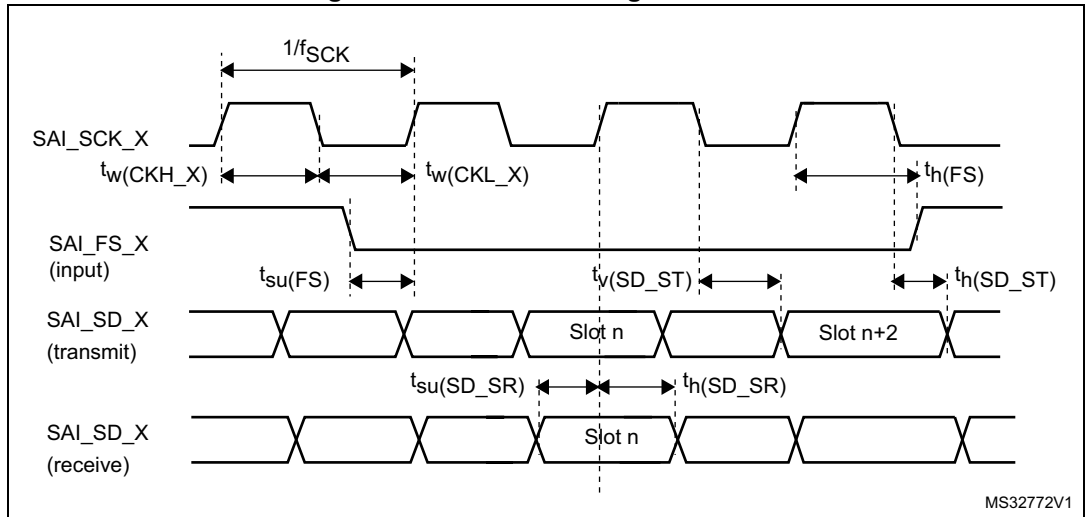 1/fSCK
SAI_SCK_X
tw(CKH_X) tw(CKL_X) th(FS)
SAI_FS_X
(input)
tsu(FS) tv(SD_ST) th(SD_ST)
SAI_SD_X
(transmit)
Slot n Slot n+2
tsu(SD_SR) th(SD_SR)
SAI_SD_X
(receive)
Slot n
MS32772V1